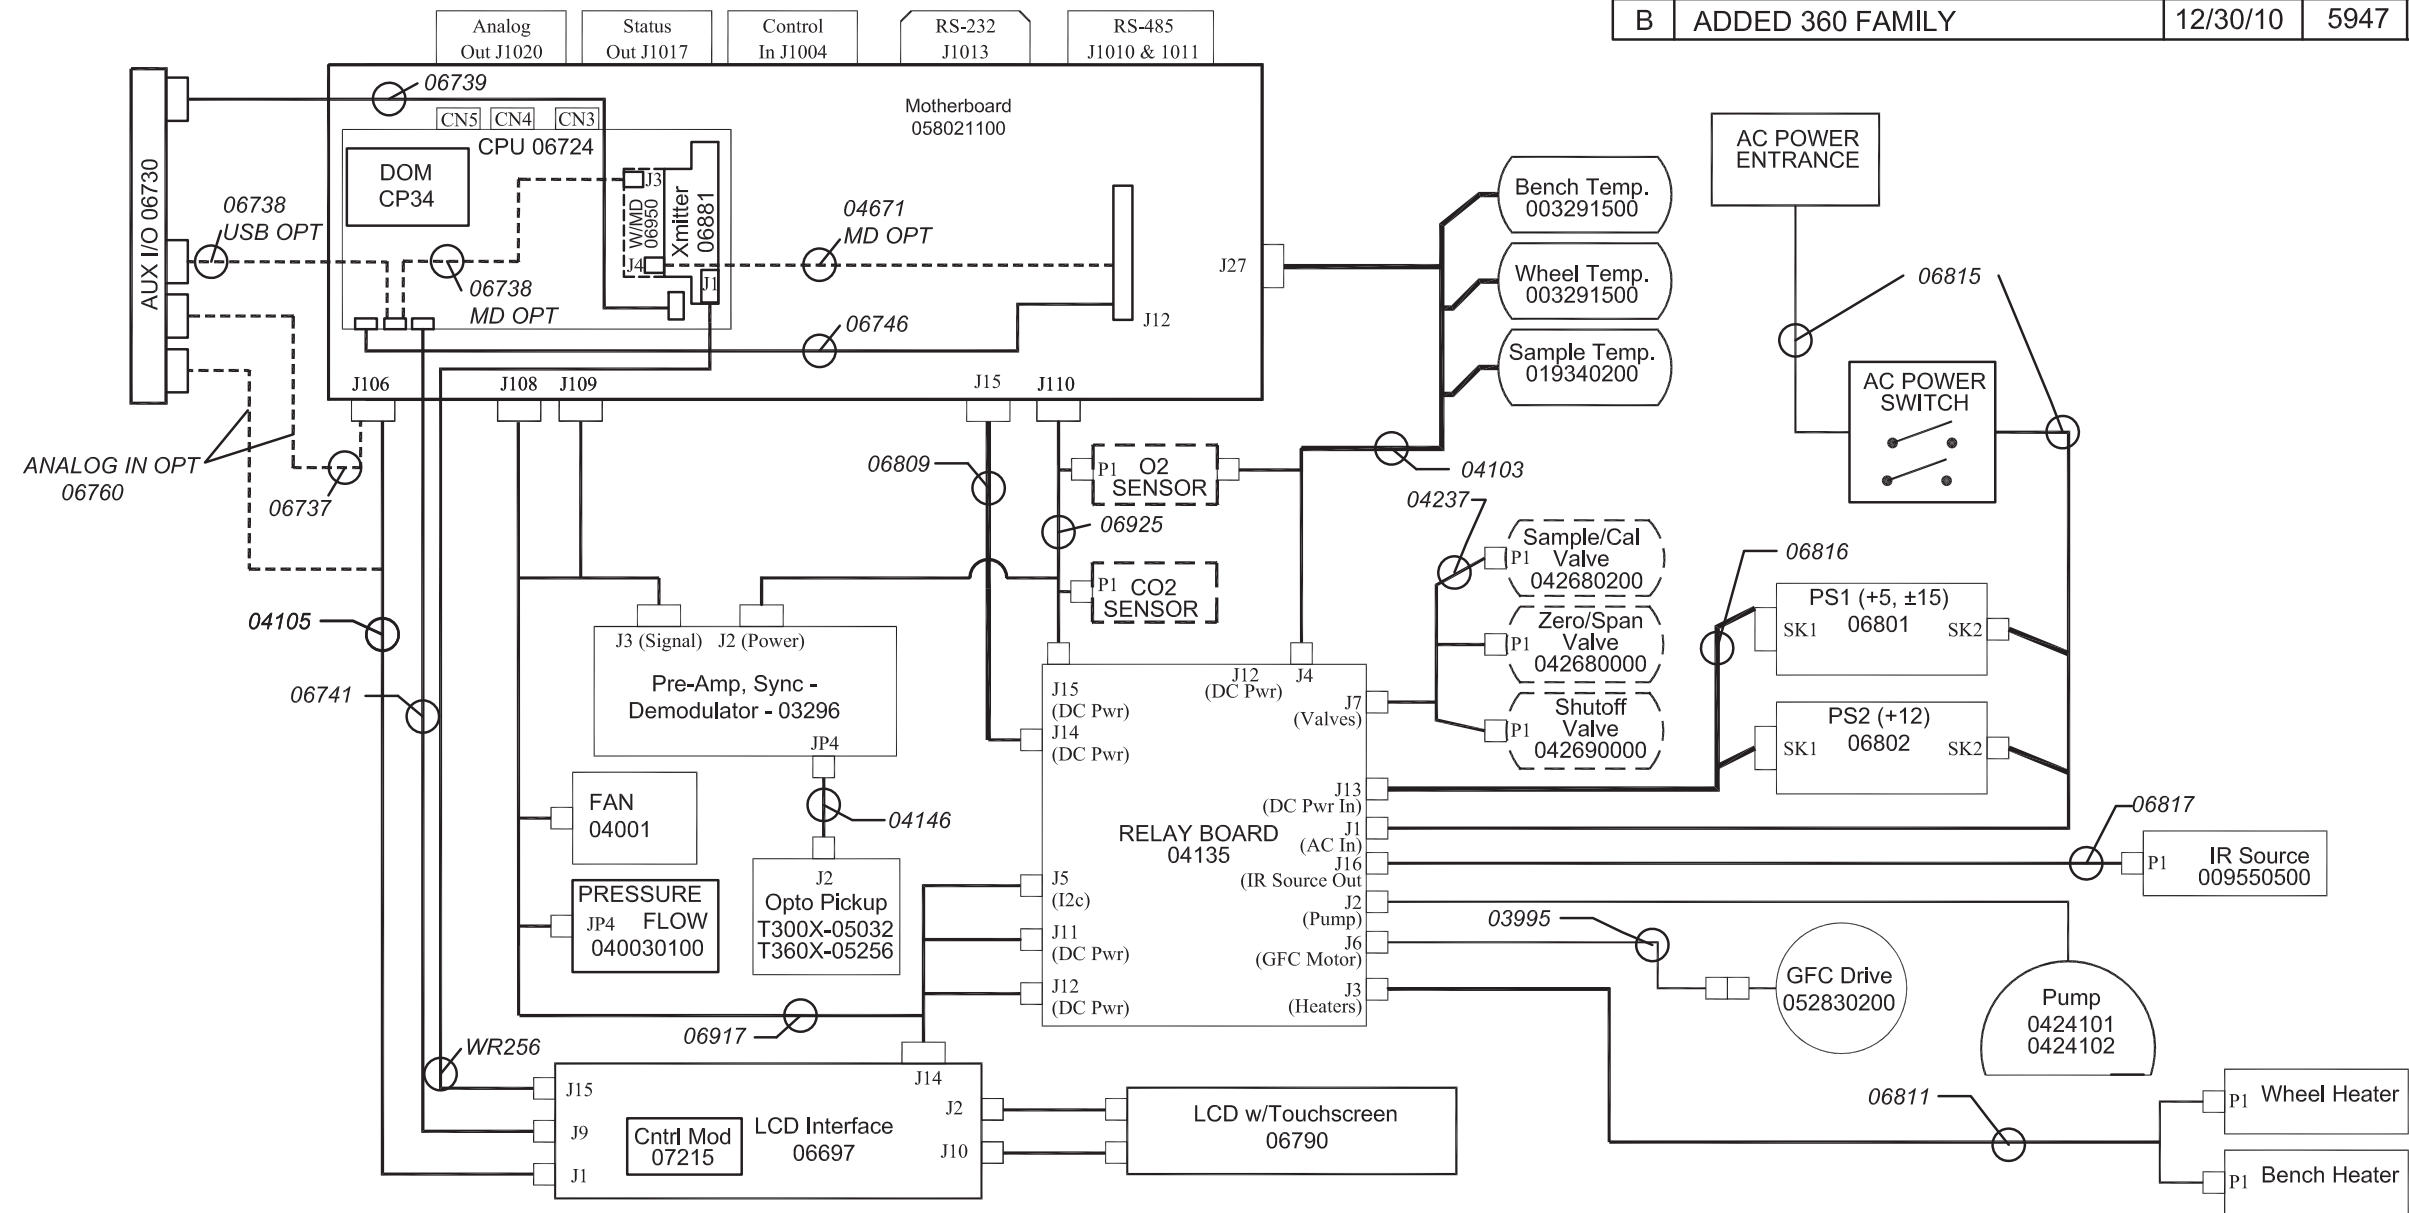 B ADDED 360 FAMILY 12/30/10 5947
Analog
Out J1020
Status
Out J1017
Control
In J1004
RS-232
J1013
RS-485
J1010 & 1011
AUX I/O 06730
06739
06738
USB OPT
ANALOG IN OPT
06760
06737
Motherboard
058021100
CN5
CN4
CN3
CPU 06724
DOM
CP34
J3
W/MD
06950
J4
Xmitter
06881
J1
04671
MD OPT
06738
MD OPT
06746
J12
J27
J106
J108
J109
J15
J110
Bench Temp.
003291500
Wheel Temp.
003291500
Sample Temp.
019340200
AC POWER
ENTRANCE
06815
AC POWER
SWITCH
06809
P1 O2
SENSOR
04103
06925
P1 CO2
SENSOR
04237
Sample/Cal
P1 Valve
042680200
Zero/Span
P1 Valve
042680000
Shutoff
P1 Valve
042690000
06816
PS1 (+5, ±15)
06801
SK1
SK2
PS2 (+12)
06802
SK1
SK2
04105
06741
J3 (Signal)
J2 (Power)
Pre-Amp, Sync -
Demodulator - 03296
JP4
04146
FAN
04001
PRESSURE
JP4 FLOW
040030100
J2
Opto Pickup
T300X-05032
T360X-05256
J15
(DC Pwr)
J14
(DC Pwr)
J12
(DC Pwr)
J4
J7
(Valves)
J13
(DC Pwr In)
RELAY BOARD
04135
J1
(AC In)
J16
(IR Source Out
J2
(Pump)
J6
(GFC Motor)
J3
(Heaters)
J5
(I2c)
J11
(DC Pwr)
J12
(DC Pwr)
06817
P1
IR Source
009550500
03995
GFC Drive
052830200
Pump
0424101
0424102
06917
WR256
J15
J9
J1
J14
Cntrl Mod
07215
LCD Interface
06697
J2
J10
LCD w/Touchscreen
06790
06811
P1 Wheel Heater
P1 Bench Heater